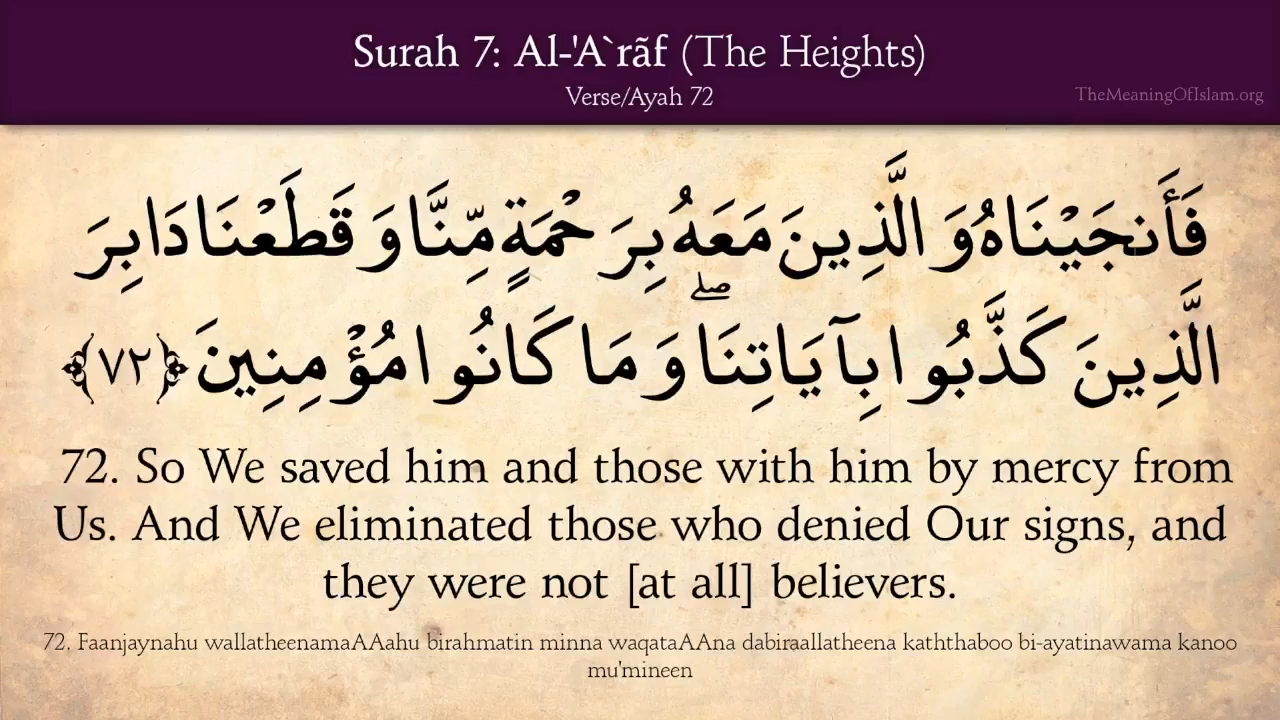 Surah 7: Al-'A`rãf (The Heights)
Verse/Ayah 72
TheMeaningOfIslam.org
فَأَنجَيْنَاهُ وَالَّذِينَ مَعَهُ بِرَحْمَةٍ مِّنَّا وَقَطَعْنَا دَابِرَ
الَّذِينَ كَذَّبُوا بِآيَاتِنَا ۖ وَمَا كَانُوا مُؤْمِنِينَ ﴿٧٢﴾
72. So We saved him and those with him by mercy from
Us. And We eliminated those who denied Our signs, and
they were not [at all] believers.
72. Faanjaynahu wallatheenamaAAahu birahmatin minna waqataAAna dabiraallatheena kaththaboo bi-ayatinawama kanoo
mu'mineen